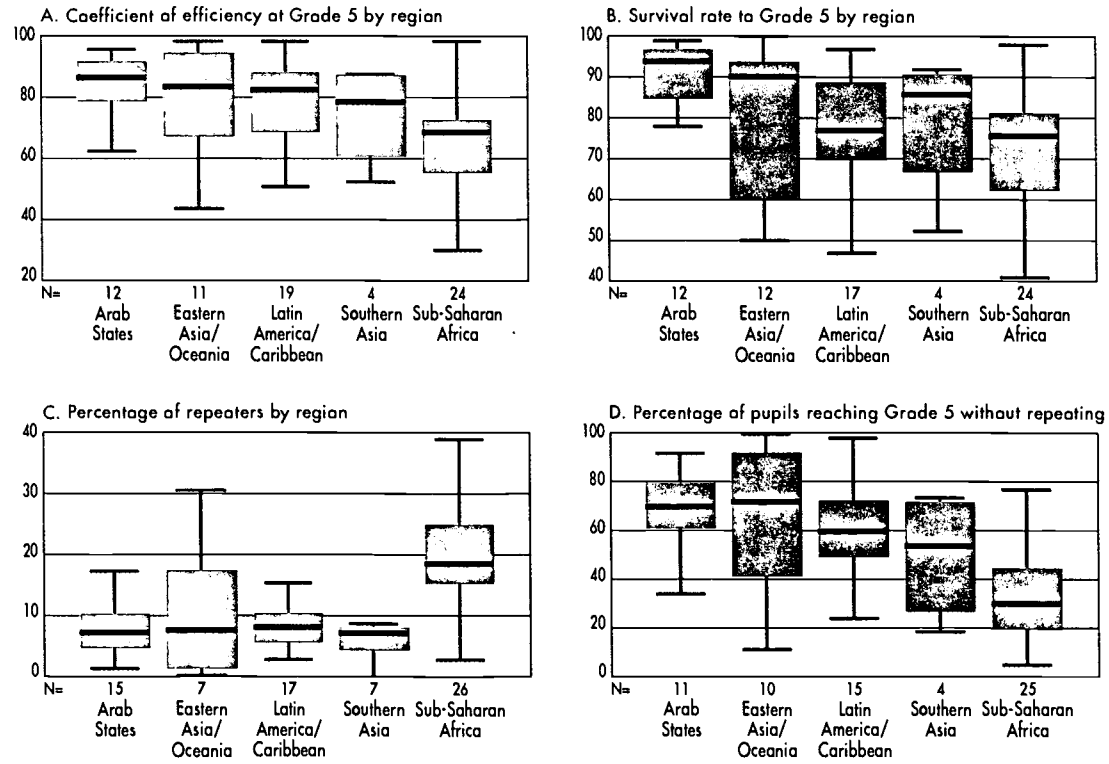 A. Coefficient of efficiency at Grade 5 by region
100
80
60
40
20
N= 12 11 19 4 24
Arab Eastern Latin Southern Sub-Saharan
States Asia/ America/ Asia Africa
Oceania Caribbean
B. Survival rate to Grade 5 by region
100
90
80
70
60
50
40
N= 12 12 17 4 24
Arab Eastern Latin Southern Sub-Saharan
States Asia/ America/ Asia Africa
Oceania Caribbean
C. Percentage of repeaters by region
40
30
20
10
0
N= 15 7 17 7 26
Arab Eastern Latin Southern Sub-Saharan
States Asia/ America/ Asia Africa
Oceania Caribbean
D. Percentage of pupils reaching Grade 5 without repeating
100
80
60
40
20
0
N= 11 10 15 4 25
Arab Eastern Latin Southern Sub-Saharan
States Asia/ America/ Asia Africa
Oceania Caribbean